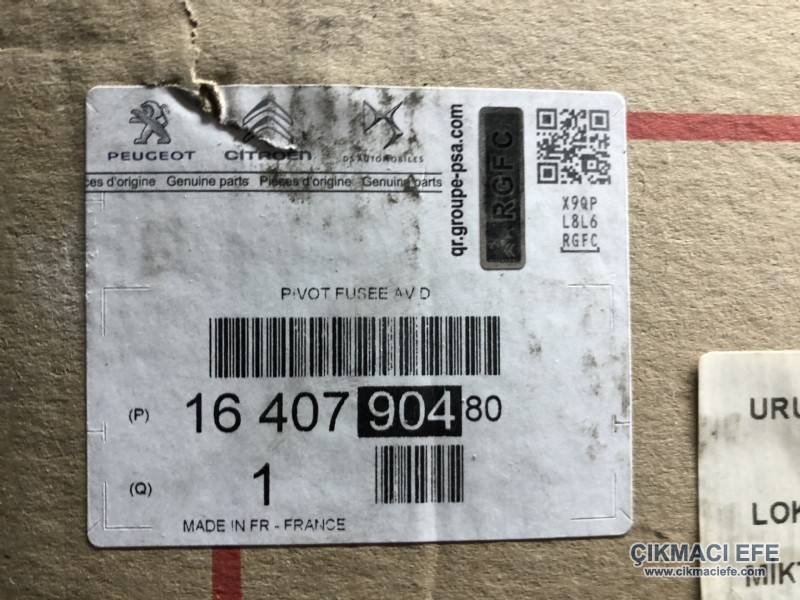 PEUGEOT CITROËN DS AUTOMOBILES
ces d'origine Genuine parts Pièces d'origine Genuine parts
qr.groupe-psa.com
RGFC
X9QP
L8L6
RGFC
PIVOT FUSEE AV D
(P) 16 407 904 80
(Q) 1
MADE IN FR - FRANCE
URU
LOK
MIKT
ÇIKMACI EFE
www.cikmaciefe.com